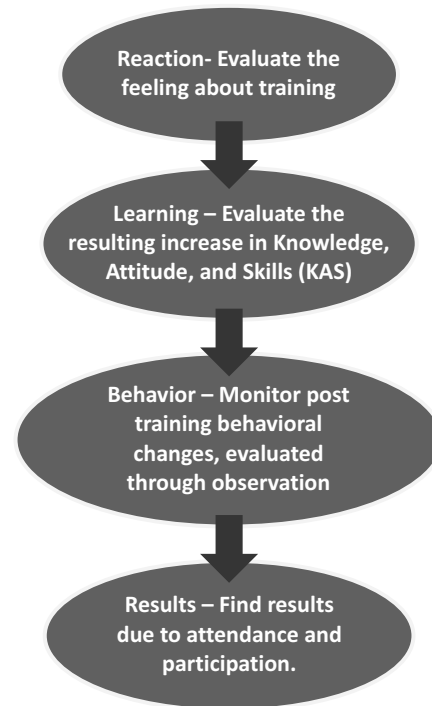 Reaction- Evaluate the
feeling about training
Learning – Evaluate the
resulting increase in Knowledge,
Attitude, and Skills (KAS)
Behavior – Monitor post
training behavioral
changes, evaluated
through observation
Results – Find results
due to attendance and
participation.